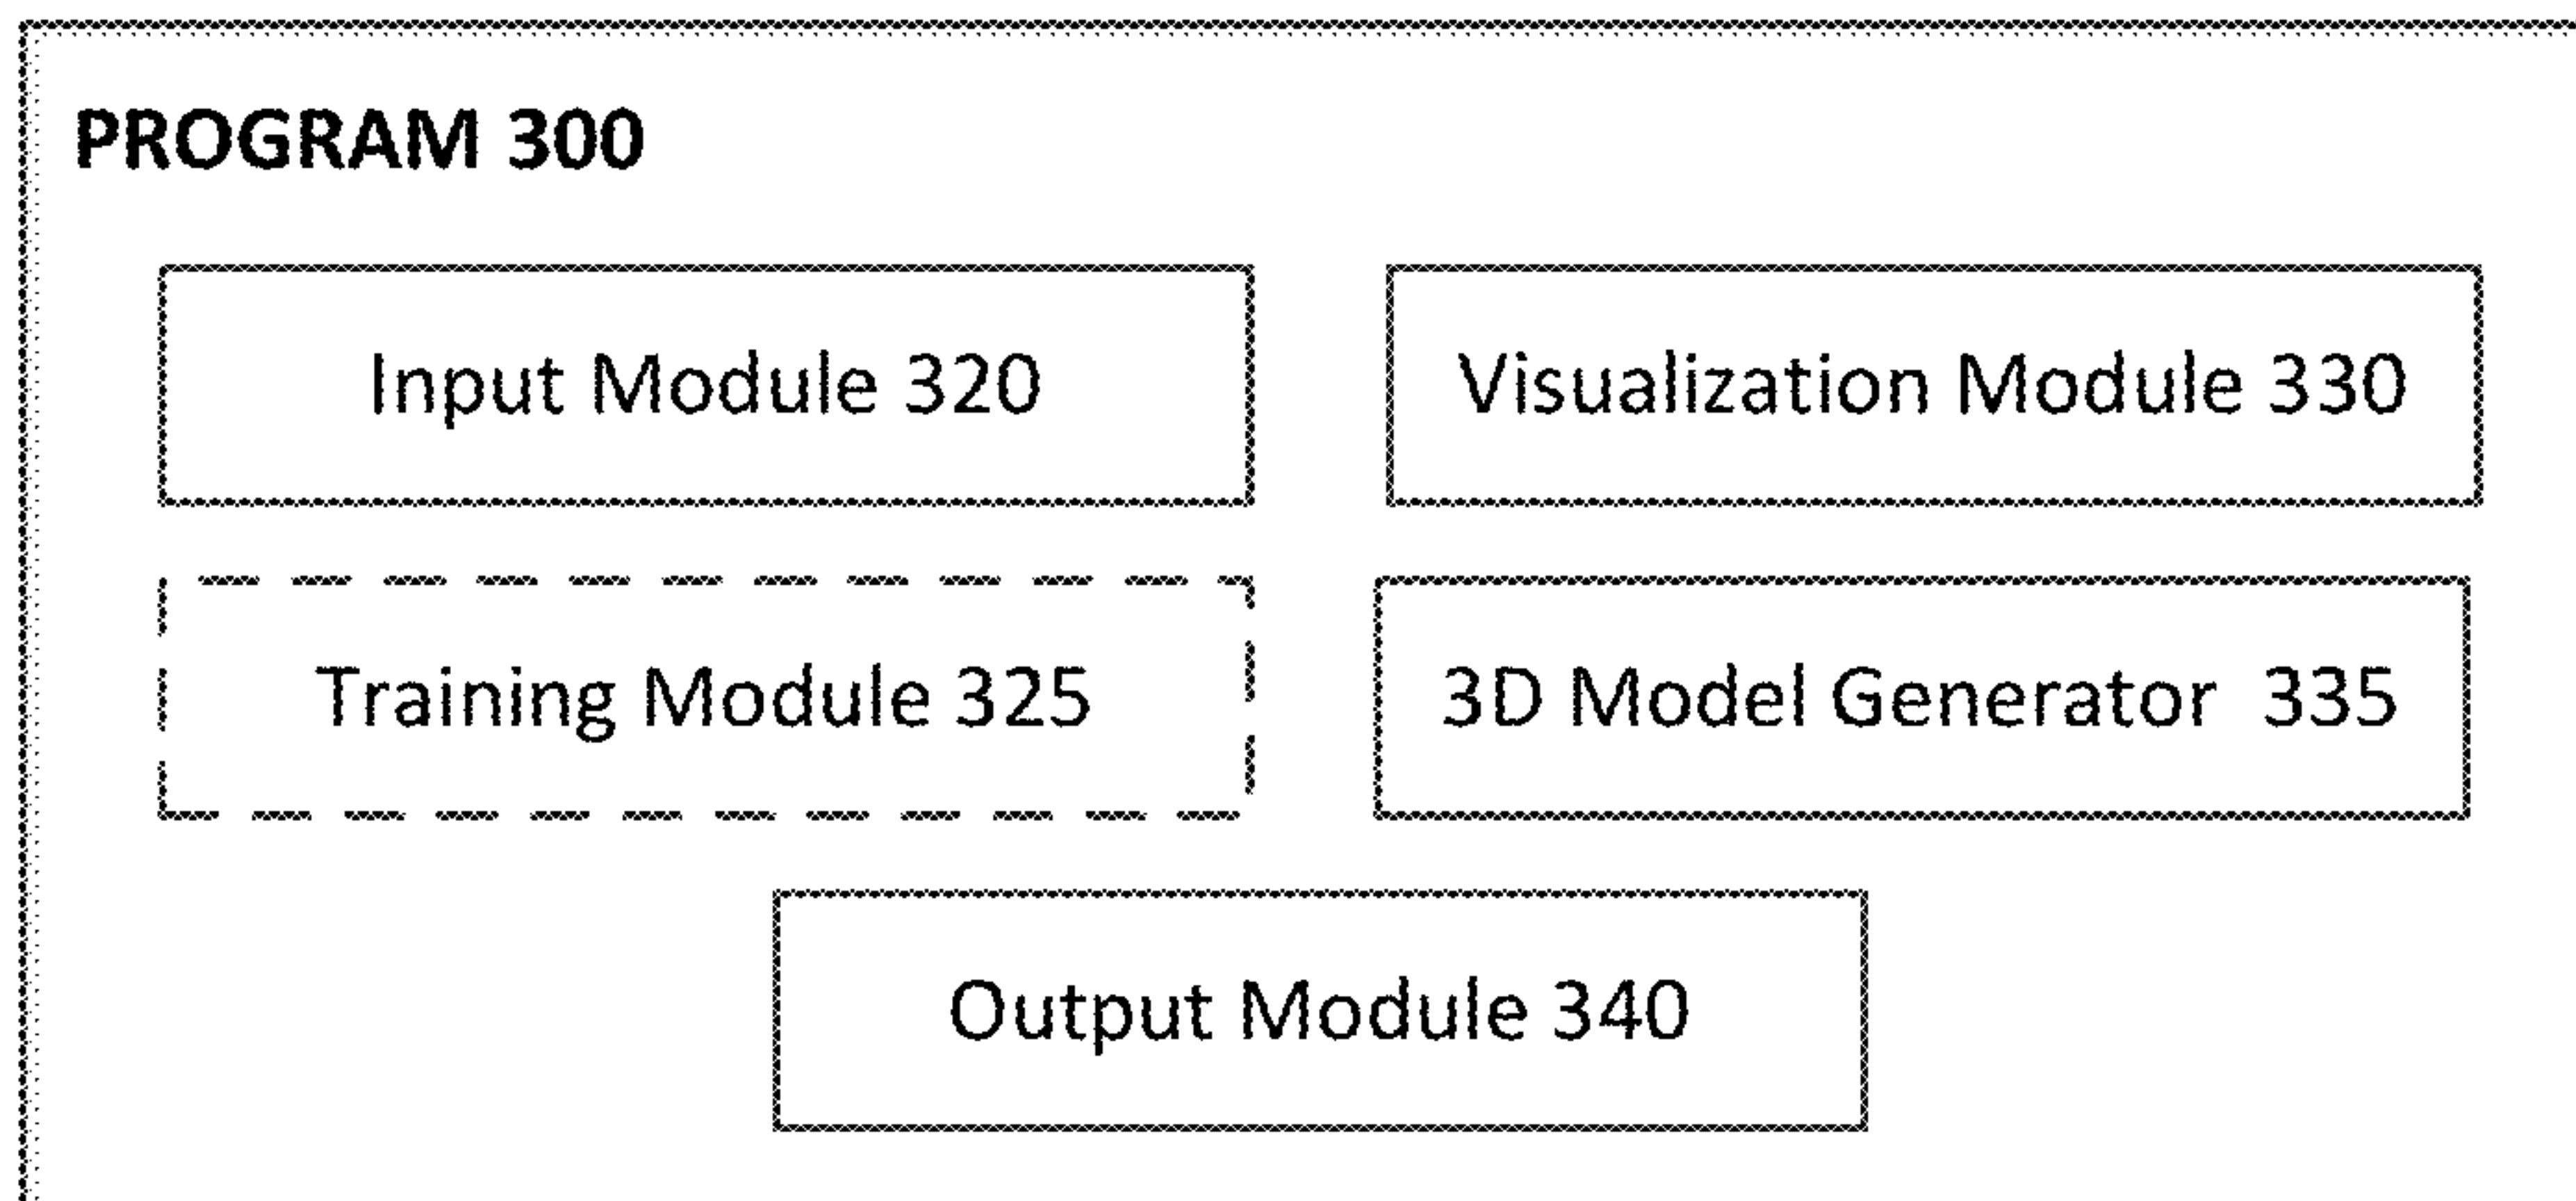 PROGRAM 300
Input Module 320
Visualization Module 330
Training Module 325
3D Model Generator 335
Output Module 340